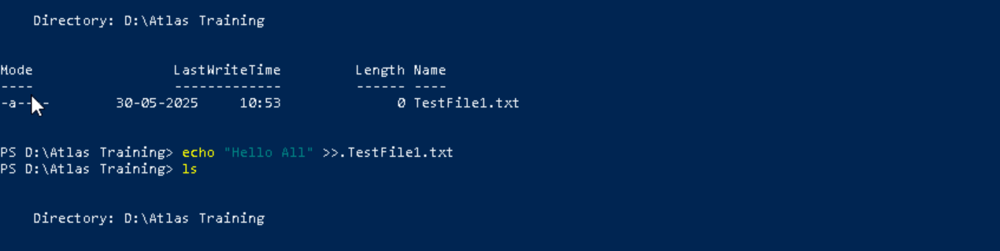 Directory: D:\Atlas Training
Mode LastWriteTime Length Name
---- ------------- ------ ----
-a---- 30-05-2025 10:53 0 TestFile1.txt
PS D:\Atlas Training> echo "Hello All" >>.TestFile1.txt
PS D:\Atlas Training> ls
Directory: D:\Atlas Training